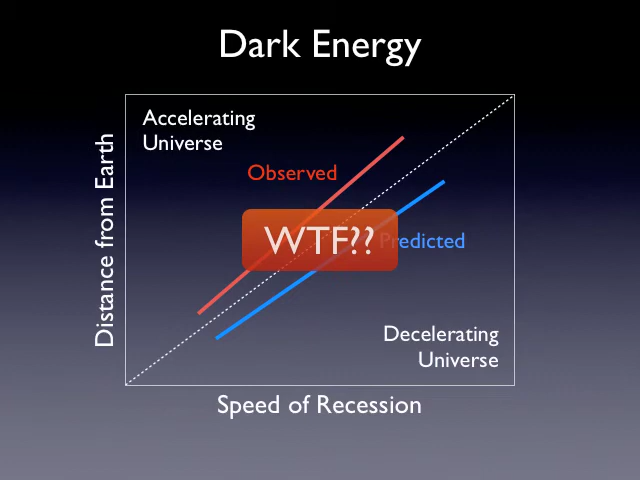 Dark Energy
Accelerating
Universe
Observed
WTF??
Predicted
Decelerating
Universe
Distance from Earth
Speed of Recession